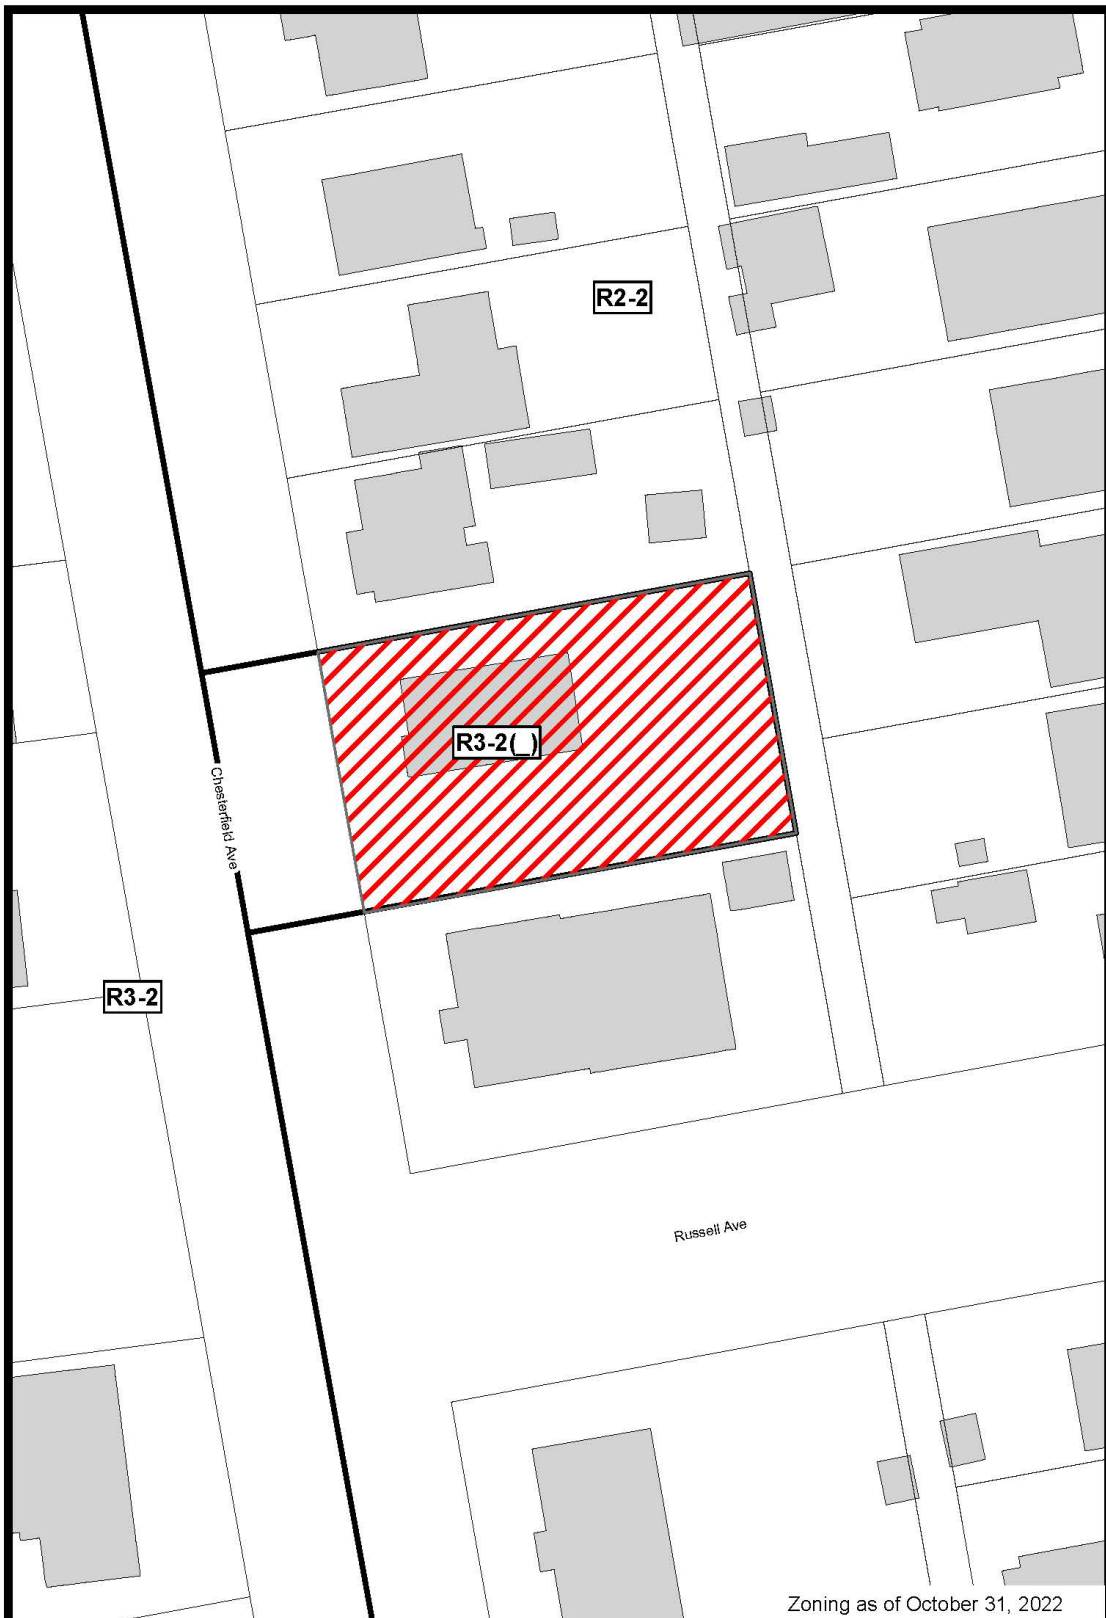 R2-2
R3-2(_)
Chesterfield Ave
R3-2
Russell Ave
Zoning as of October 31, 2022